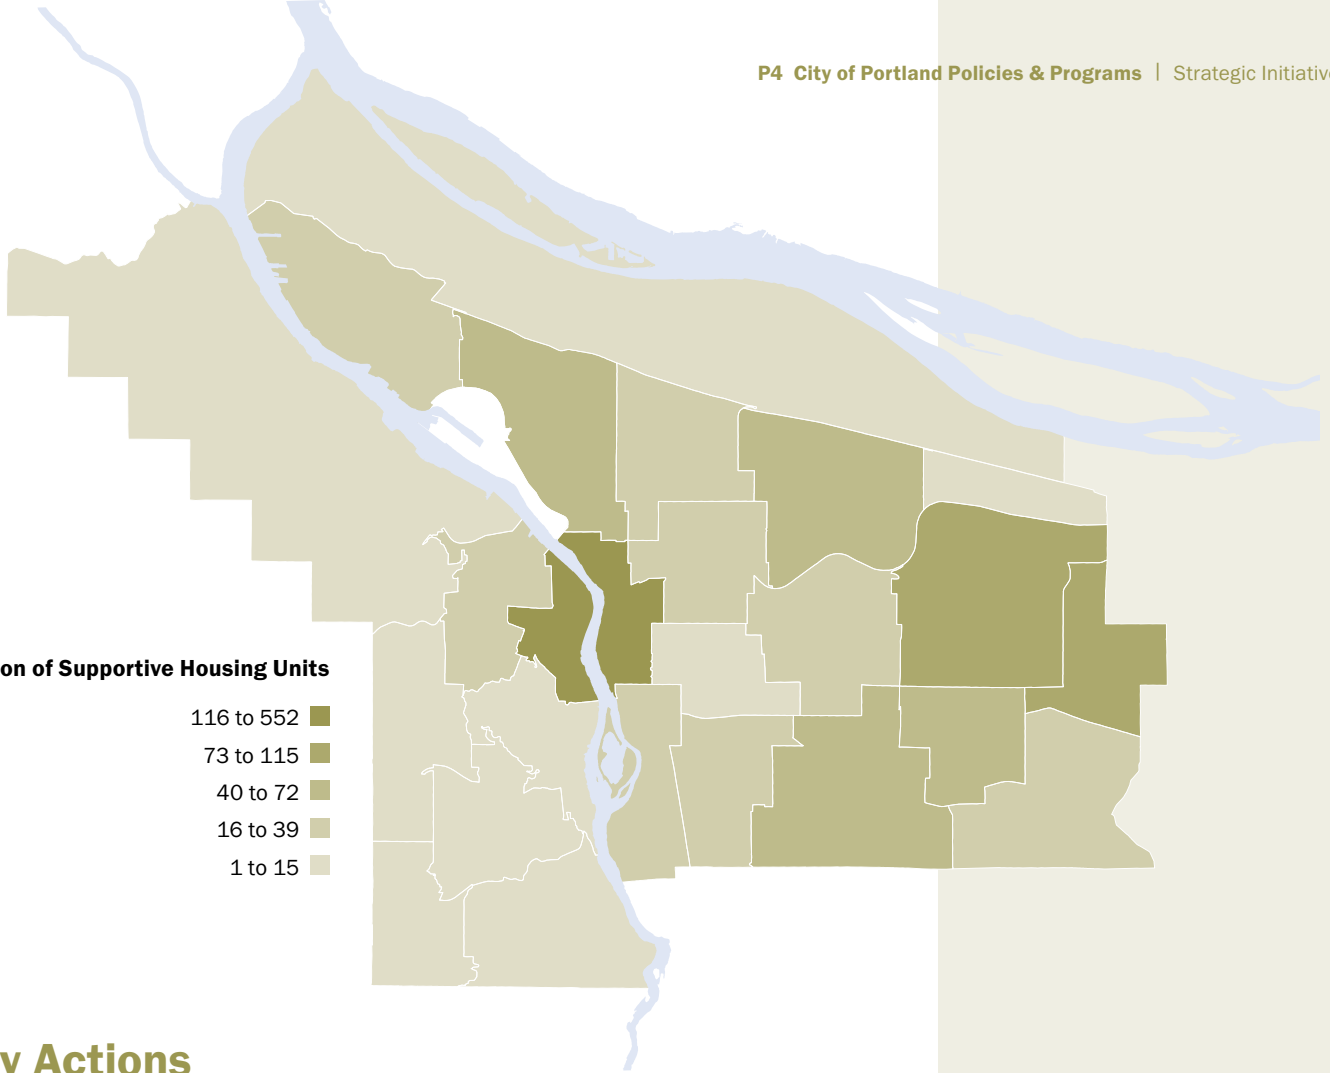 P4 City of Portland Policies & Programs | Strategic Initiative
on of Supportive Housing Units
116 to 552
73 to 115
40 to 72
16 to 39
1 to 15
y Actions